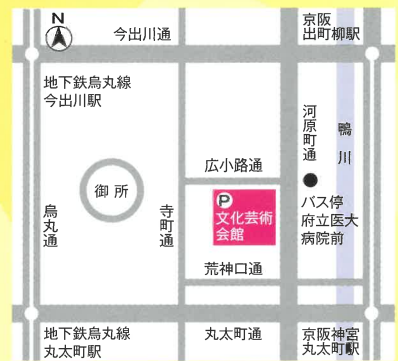 N
今出川通
京阪
出町柳駅
地下鉄烏丸線
今出川駅
河原町通
鴨川
広小路通
御所
烏丸通
寺町通
P
文化芸術
会館
バス停
府立医大
病院前
荒神口通
地下鉄烏丸線
丸太町駅
丸太町通
京阪神宮
丸太町駅